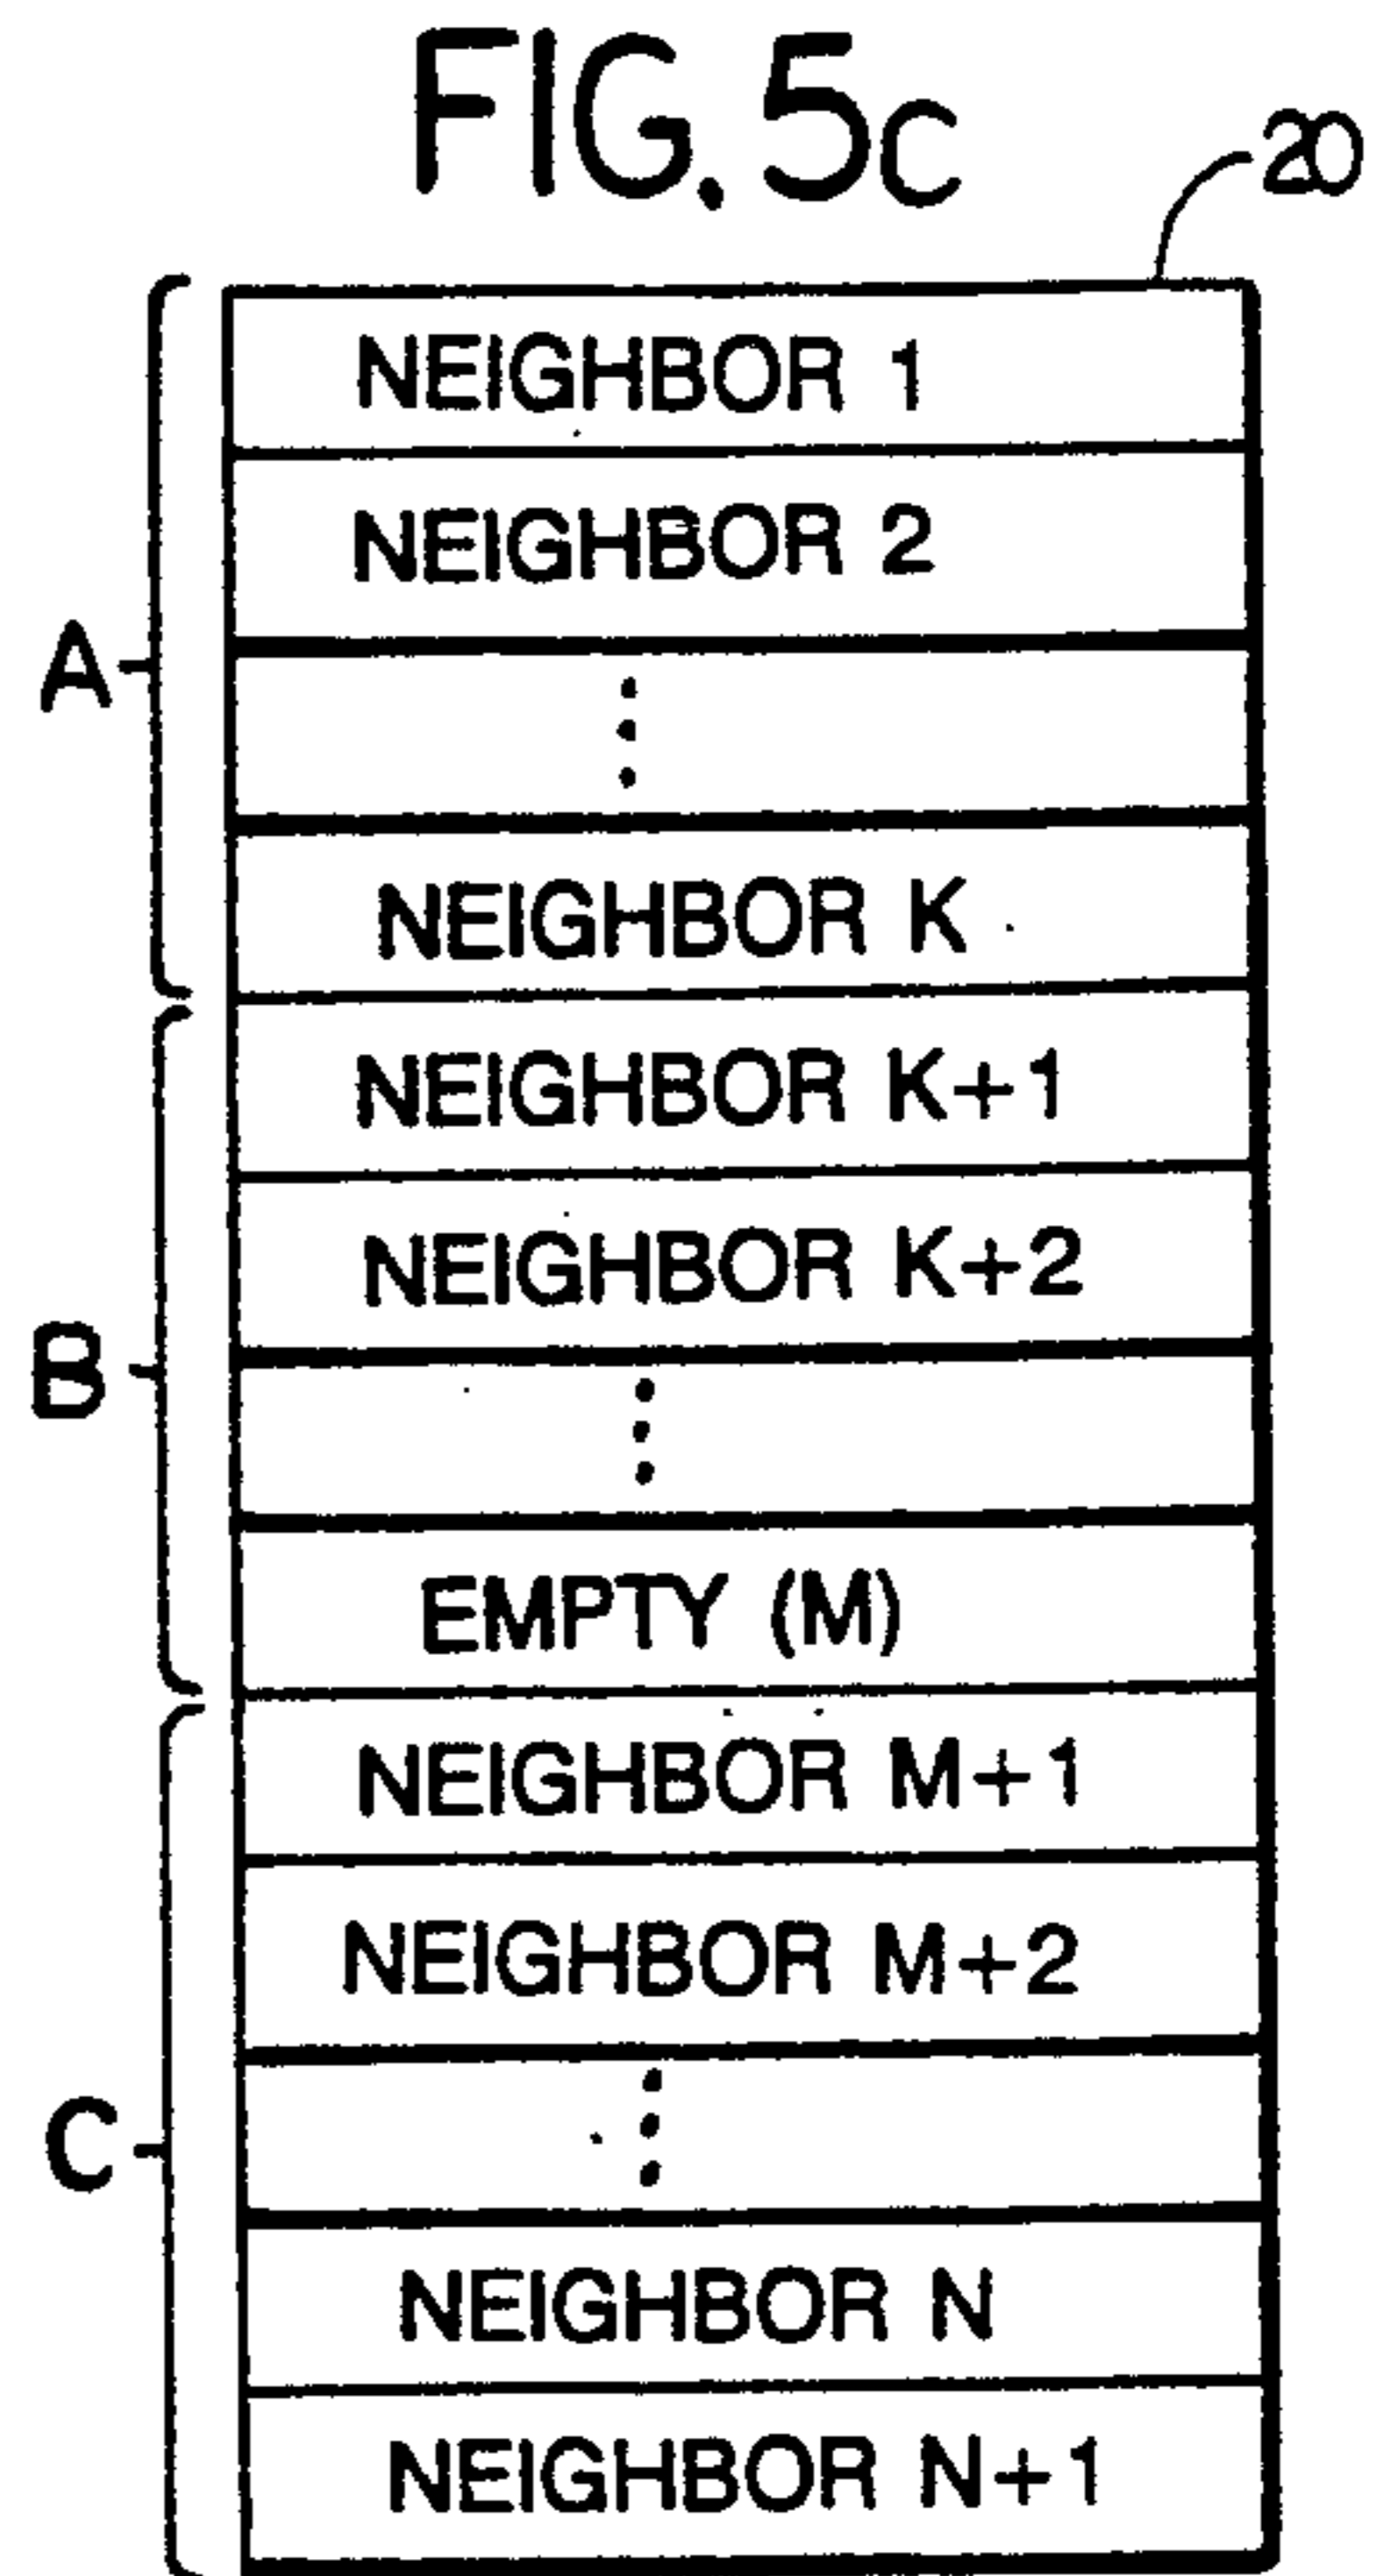 FIG. 5c
20
A
NEIGHBOR 1
NEIGHBOR 2
NEIGHBOR K
B
NEIGHBOR K+1
NEIGHBOR K+2
EMPTY (M)
C
NEIGHBOR M+1
NEIGHBOR M+2
NEIGHBOR N
NEIGHBOR N+1